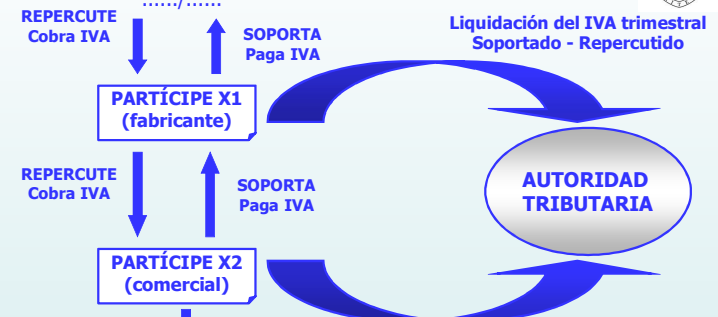 ....../......
REPERCUTE
Cobra IVA
SOPORTA
Paga IVA
Liquidación del IVA trimestral
Soportado - Repercutido
PARTÍCIPE X1
(fabricante)
REPERCUTE
Cobra IVA
SOPORTA
Paga IVA
AUTORIDAD
TRIBUTARIA
PARTÍCIPE X2
(comercial)